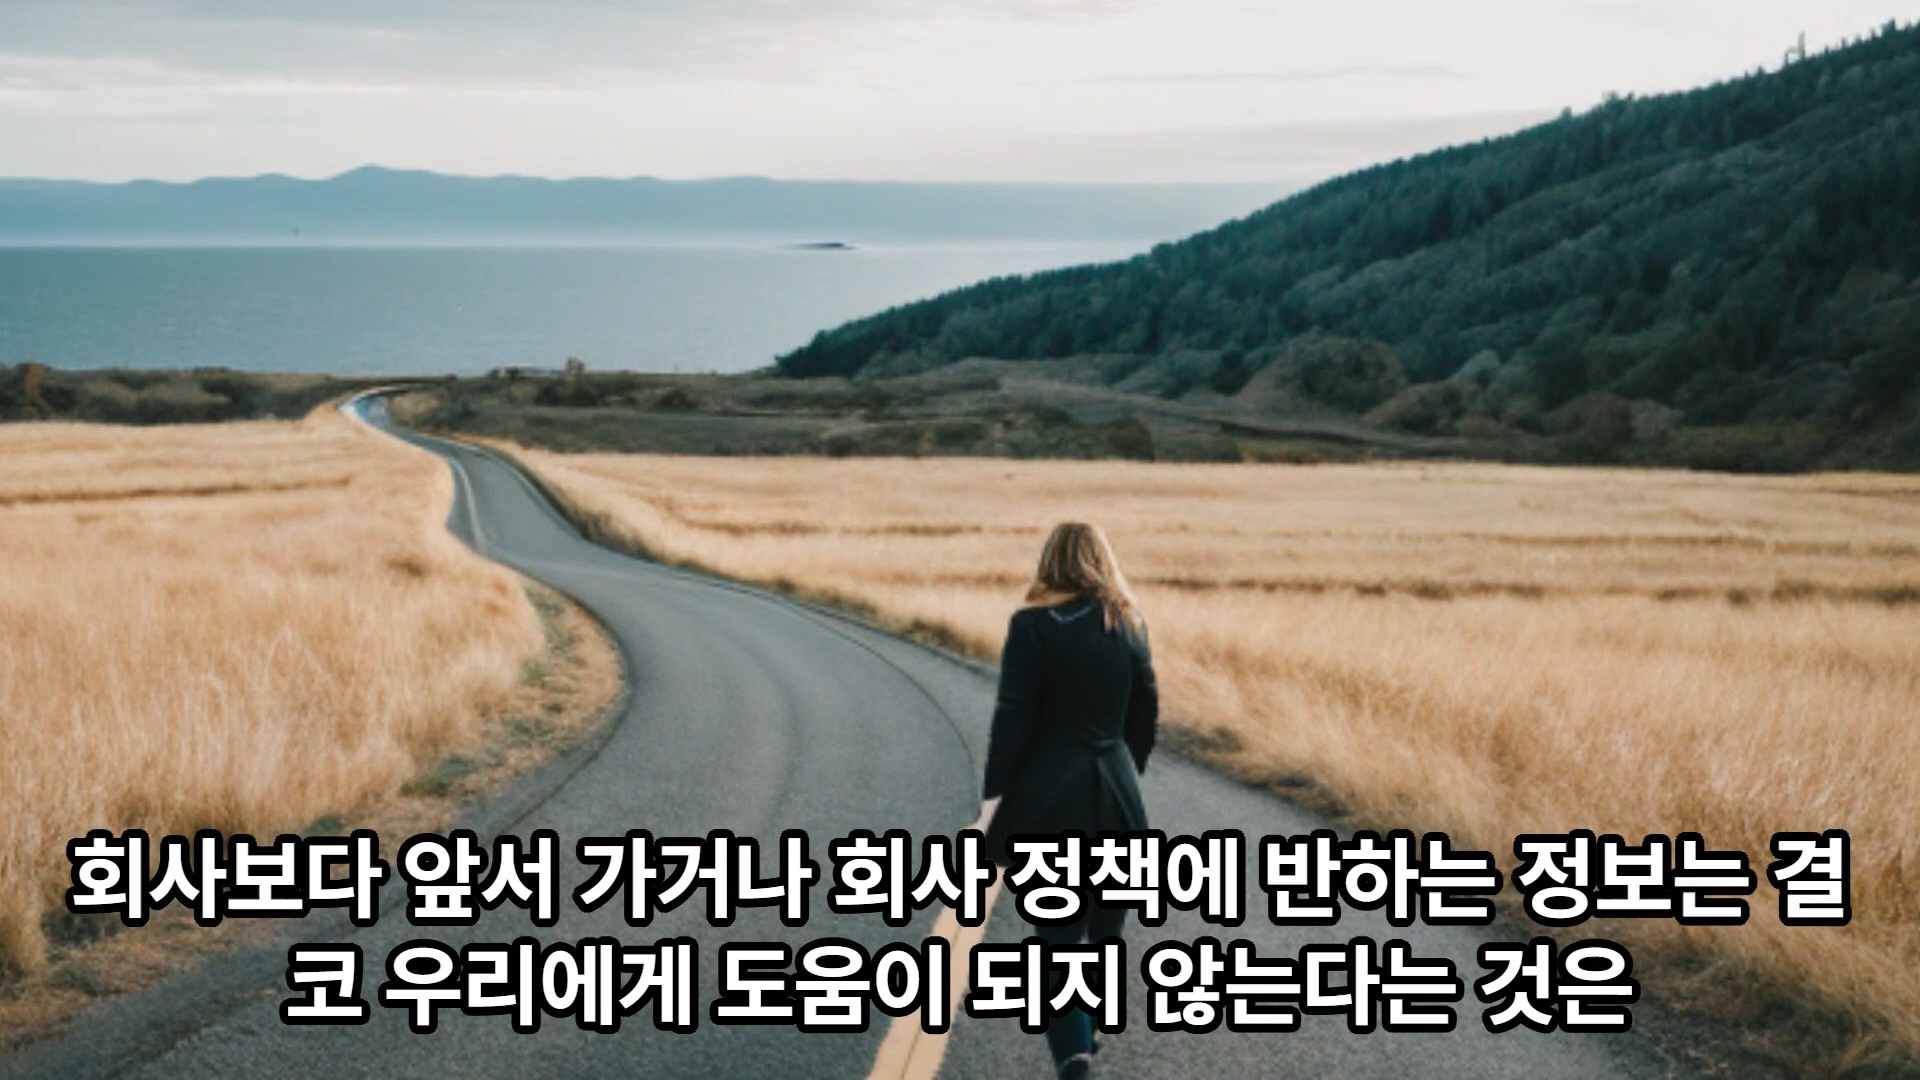 회사보다 앞서 가거나 회사 정책에 반하는 정보는 결
코 우리에게 도움이 되지 않는다는 것은